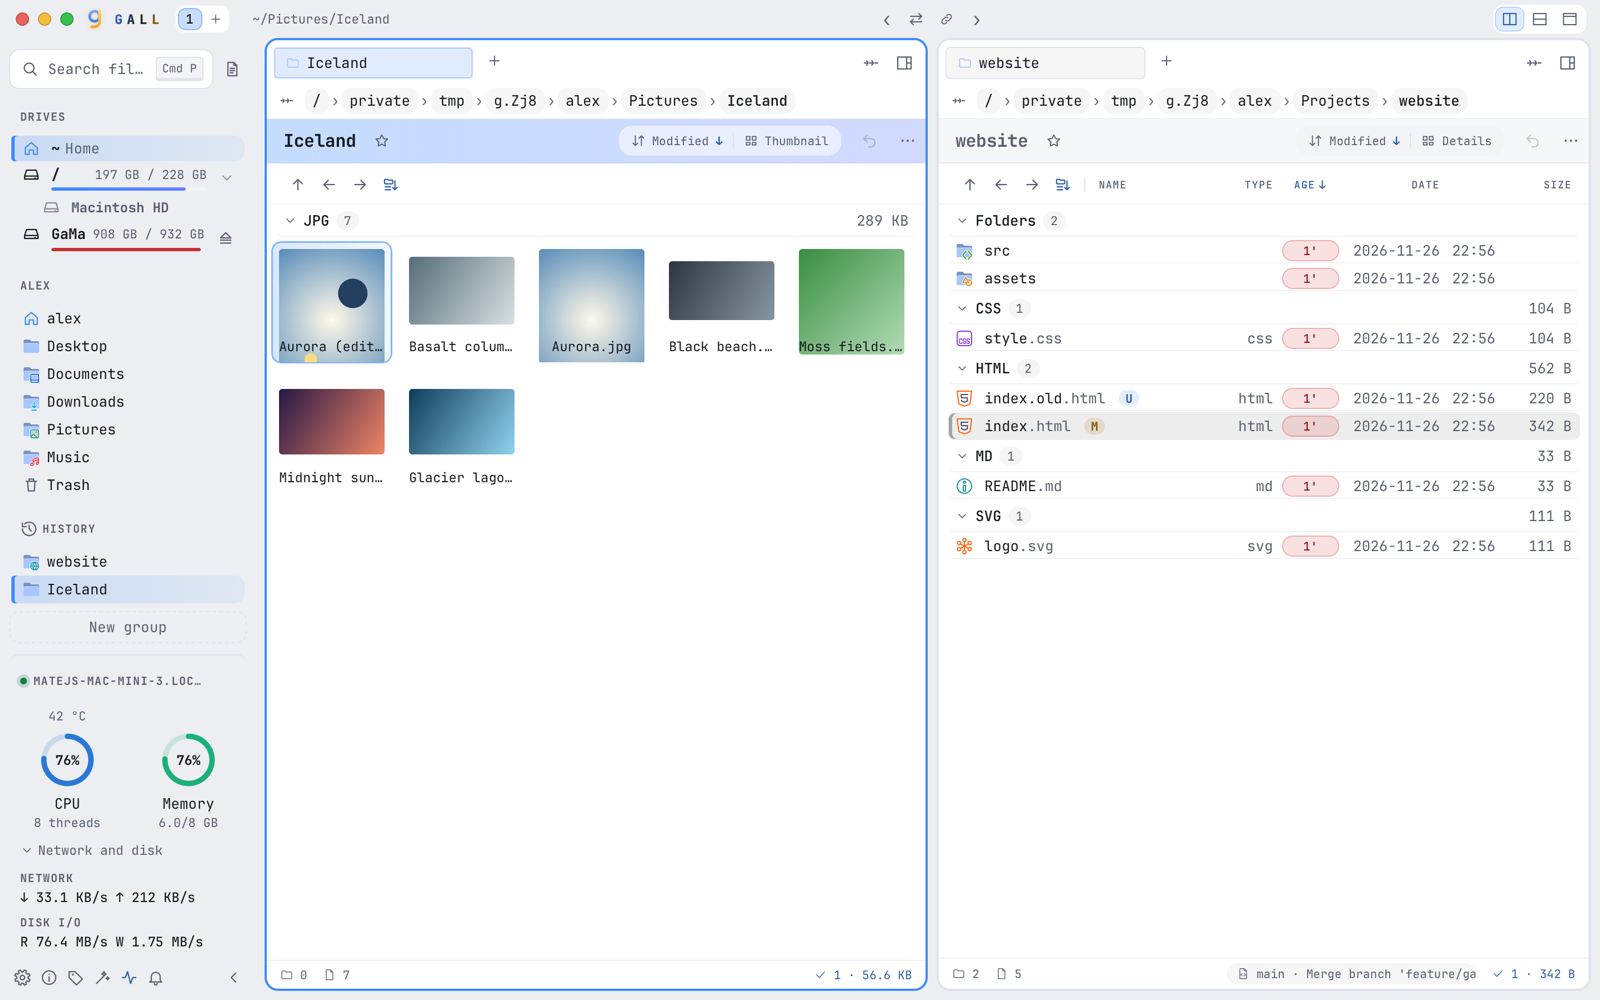 GALL 1 +
~/Pictures/Iceland
Search fil… Cmd P
DRIVES
~ Home
/ 197 GB / 228 GB
Macintosh HD
GaMa 908 GB / 932 GB
ALEX
alex
Desktop
Documents
Downloads
Pictures
Music
Trash
HISTORY
website
Iceland
New group
MATEJS-MAC-MINI-3.LOC…
42 °C
76% 76%
CPU Memory
8 threads 6.0/8 GB
Network and disk
NETWORK
↓ 33.1 KB/s ↑ 212 KB/s
DISK I/O
R 76.4 MB/s W 1.75 MB/s
Iceland +
/ › private › tmp › g.Zj8 › alex › Pictures › Iceland
Iceland Modified ↓ Thumbnail ...
JPG 7 289 KB
Aurora (edit… Basalt colum… Aurora.jpg Black beach.… Moss fields.…
Midnight sun… Glacier lago…
0 7 ✓ 1 · 56.6 KB
website +
/ › private › tmp › g.Zj8 › alex › Projects › website
website Modified ↓ Details ...
NAME TYPE AGE ↓ DATE SIZE
Folders 2
src 1' 2026-11-26 22:56
assets 1' 2026-11-26 22:56
CSS 1 104 B
style.css css 1' 2026-11-26 22:56 104 B
HTML 2 562 B
index.old.html U html 1' 2026-11-26 22:56 220 B
index.html M html 1' 2026-11-26 22:56 342 B
MD 1 33 B
README.md md 1' 2026-11-26 22:56 33 B
SVG 1 111 B
logo.svg svg 1' 2026-11-26 22:56 111 B
2 5 main · Merge branch 'feature/ga ✓ 1 · 342 B